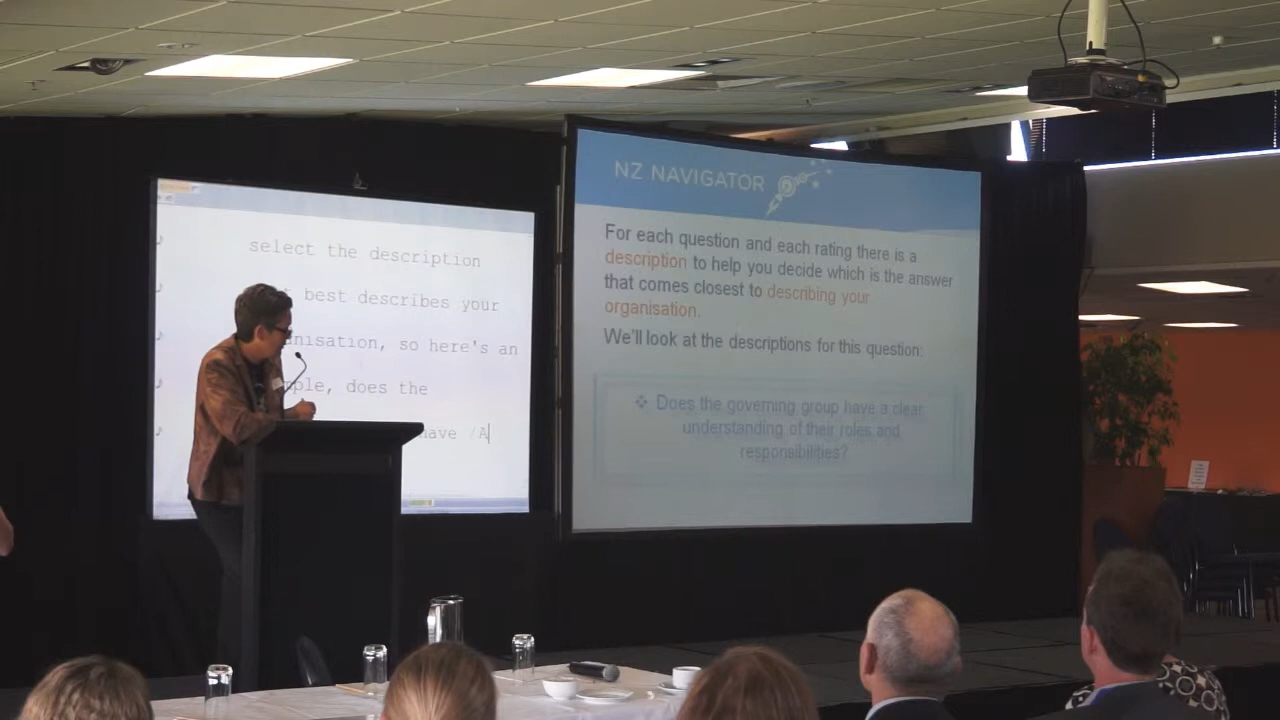 select the description
best describes your
so here's an
does the
have /A
NZ NAVIGATOR
For each question and each rating there is a
description to help you decide which is the answer
that comes closest to describing your
organisation.
We'll look at the descriptions for this question:
❖ Does the governing group have a clear
understanding of their roles and
responsibilities?